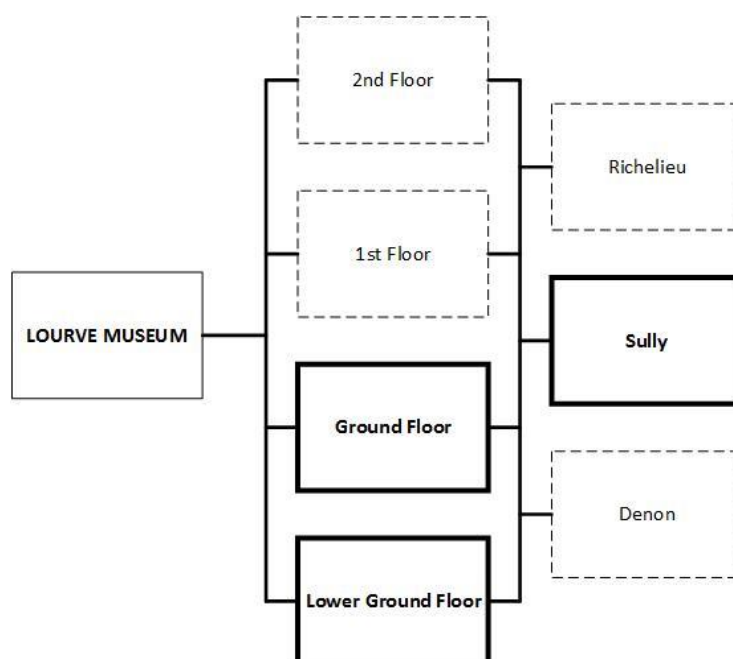 2nd Floor
Richelieu
1st Floor
LOURVE MUSEUM
Sully
Ground Floor
Denon
Lower Ground Floor